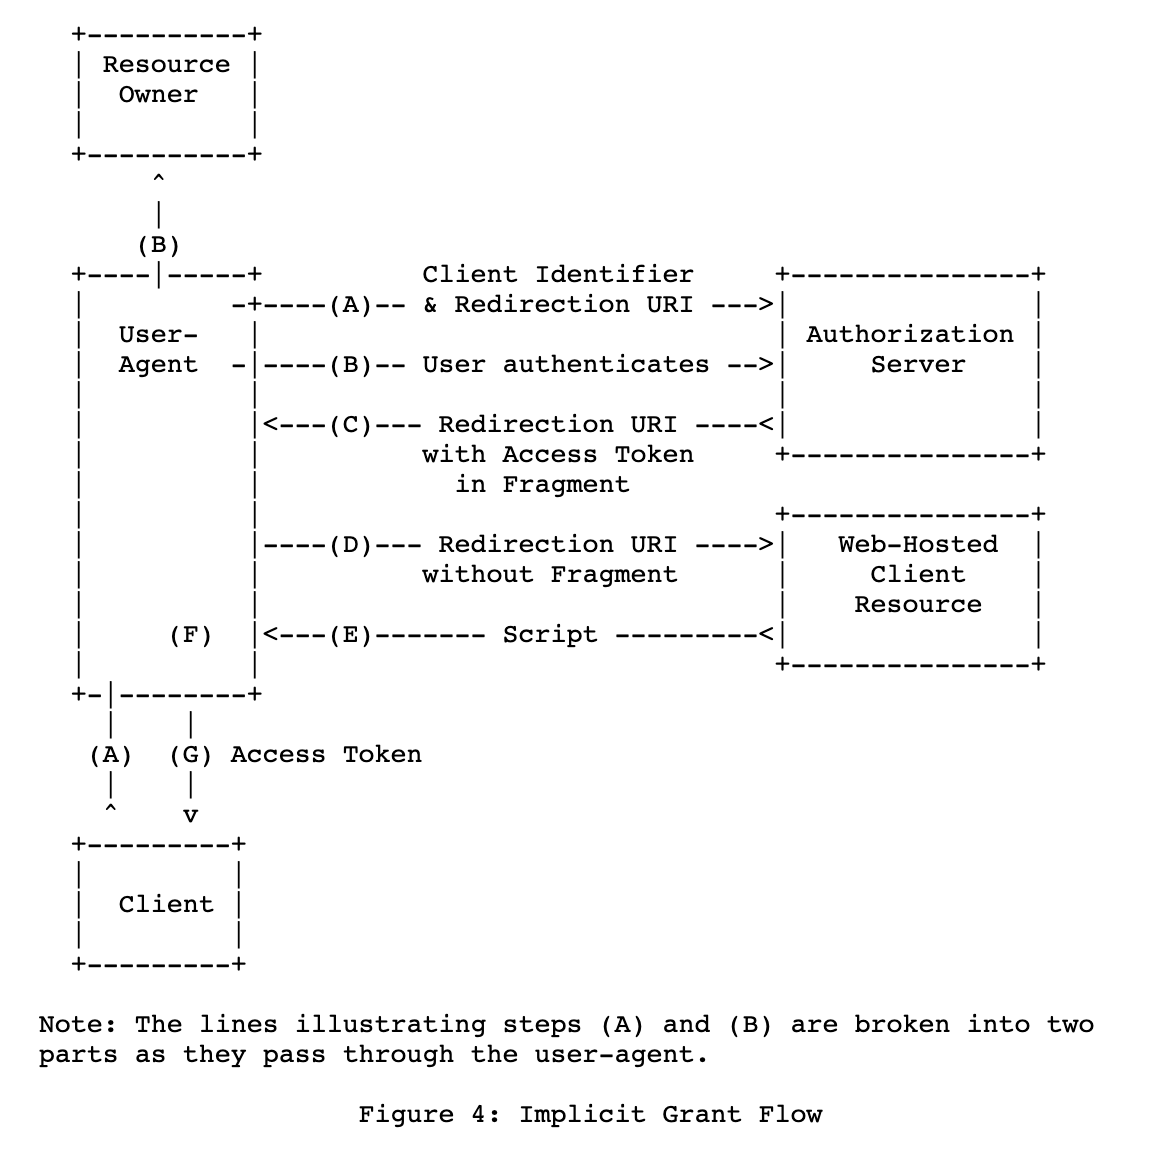 +----------+
| Resource |
|  Owner   |
|          |
+----------+
     ^
     |
    (B)
+----|-----+          Client Identifier     +---------------+
|         -+----(A)-- & Redirection URI --->|               |
|  User-   |                                | Authorization |
|  Agent  -|----(B)-- User authenticates -->|     Server    |
|          |                                |               |
|          |<---(C)--- Redirection URI ----<|               |
|          |          with Access Token     +---------------+
|          |            in Fragment
|          |                                +---------------+
|          |----(D)--- Redirection URI ---->|   Web-Hosted  |
|          |          without Fragment      |     Client    |
|          |                                |    Resource   |
|     (F)  |<---(E)------- Script ---------<|               |
|          |                                +---------------+
+-|--------+
  |    |
 (A)  (G) Access Token
  |    |
  ^    v
+---------+
|         |
|  Client |
|         |
+---------+
Note: The lines illustrating steps (A) and (B) are broken into two
parts as they pass through the user-agent.
Figure 4: Implicit Grant Flow